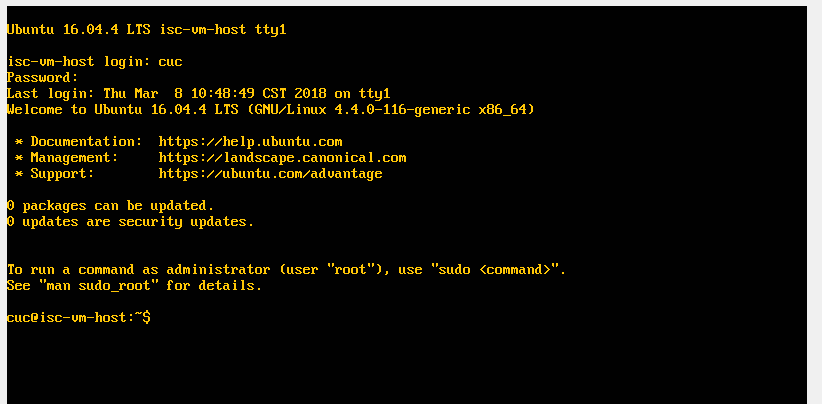 Ubuntu 16.04.4 LTS isc-vm-host tty1
isc-vm-host login: cuc
Password:
Last login: Thu Mar  8 10:48:49 CST 2018 on tty1
Welcome to Ubuntu 16.04.4 LTS (GNU/Linux 4.4.0-116-generic x86_64)
 * Documentation:  https://help.ubuntu.com
 * Management:     https://landscape.canonical.com
 * Support:        https://ubuntu.com/advantage
0 packages can be updated.
0 updates are security updates.
To run a command as administrator (user "root"), use "sudo <command>".
See "man sudo_root" for details.
cuc@isc-vm-host:~$